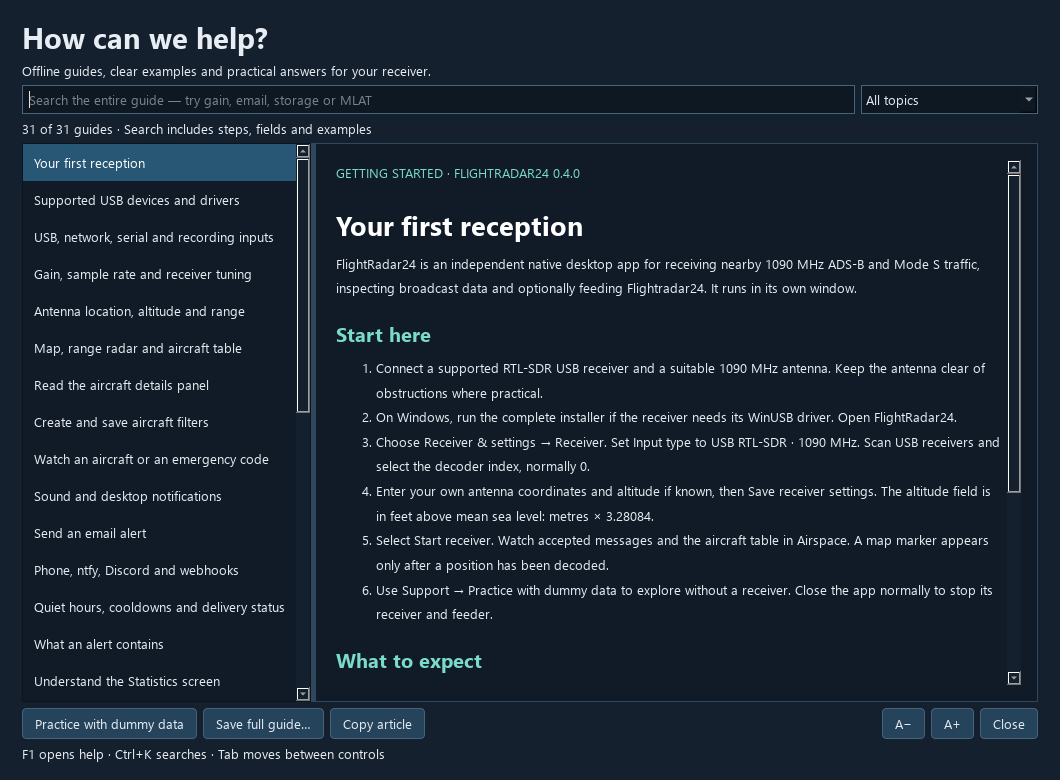 How can we help?
Offline guides, clear examples and practical answers for your receiver.
Search the entire guide — try gain, email, storage or MLAT
All topics
31 of 31 guides · Search includes steps, fields and examples
Your first reception
Supported USB devices and drivers
USB, network, serial and recording inputs
Gain, sample rate and receiver tuning
Antenna location, altitude and range
Map, range radar and aircraft table
Read the aircraft details panel
Create and save aircraft filters
Watch an aircraft or an emergency code
Sound and desktop notifications
Send an email alert
Phone, ntfy, Discord and webhooks
Quiet hours, cooldowns and delivery status
What an alert contains
Understand the Statistics screen
GETTING STARTED · FLIGHTRADAR24 0.4.0
Your first reception
FlightRadar24 is an independent native desktop app for receiving nearby 1090 MHz ADS-B and Mode S traffic,
inspecting broadcast data and optionally feeding Flightradar24. It runs in its own window.
Start here
1. Connect a supported RTL-SDR USB receiver and a suitable 1090 MHz antenna. Keep the antenna clear of
obstructions where practical.
2. On Windows, run the complete installer if the receiver needs its WinUSB driver. Open FlightRadar24.
3. Choose Receiver & settings → Receiver. Set Input type to USB RTL-SDR · 1090 MHz. Scan USB receivers and
select the decoder index, normally 0.
4. Enter your own antenna coordinates and altitude if known, then Save receiver settings. The altitude field is
in feet above mean sea level: metres × 3.28084.
5. Select Start receiver. Watch accepted messages and the aircraft table in Airspace. A map marker appears
only after a position has been decoded.
6. Use Support → Practice with dummy data to explore without a receiver. Close the app normally to stop its
receiver and feeder.
What to expect
Practice with dummy data
Save full guide...
Copy article
A−
A+
Close
F1 opens help · Ctrl+K searches · Tab moves between controls